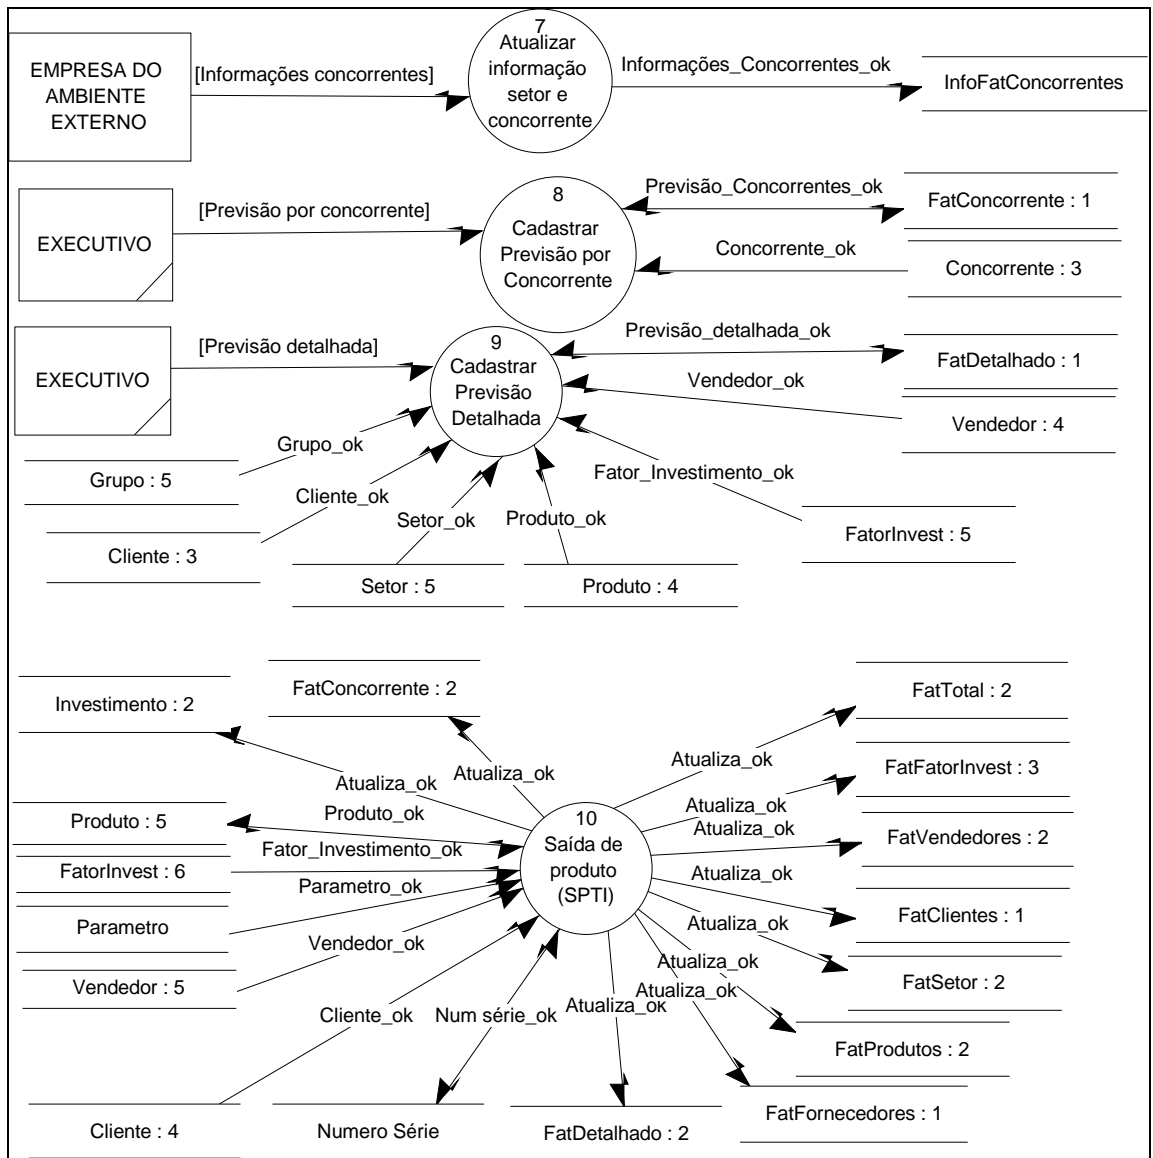 7
Atualizar
informação
setor e
concorrente
EMPRESA DO
AMBIENTE
EXTERNO
[Informações concorrentes]
Informações_Concorrentes_ok
InfoFatConcorrentes
8
Cadastrar
Previsão por
Concorrente
EXECUTIVO
[Previsão por concorrente]
Previsão_Concorrentes_ok
FatConcorrente : 1
Concorrente_ok
Concorrente : 3
9
Cadastrar
Previsão
Detalhada
EXECUTIVO
[Previsão detalhada]
Previsão_detalhada_ok
FatDetalhado : 1
Vendedor_ok
Vendedor : 4
Grupo_ok
Grupo : 5
Cliente_ok
Cliente : 3
Setor_ok
Setor : 5
Produto_ok
Produto : 4
Fator_Investimento_ok
FatorInvest : 5
Investimento : 2
FatConcorrente : 2
FatTotal : 2
Atualiza_ok
Atualiza_ok
Atualiza_ok
FatFatorInvest : 3
Atualiza_ok
Produto : 5
Produto_ok
10
Saída de
produto
(SPTI)
Atualiza_ok
FatVendedores : 2
FatorInvest : 6
Fator_Investimento_ok
Parametro_ok
Parametro
Atualiza_ok
FatClientes : 1
Vendedor_ok
Vendedor : 5
Atualiza_ok
FatSetor : 2
Cliente_ok
Num série_ok
Atualiza_ok
Atualiza_ok
Atualiza_ok
FatProdutos : 2
FatFornecedores : 1
Cliente : 4
Numero Série
FatDetalhado : 2